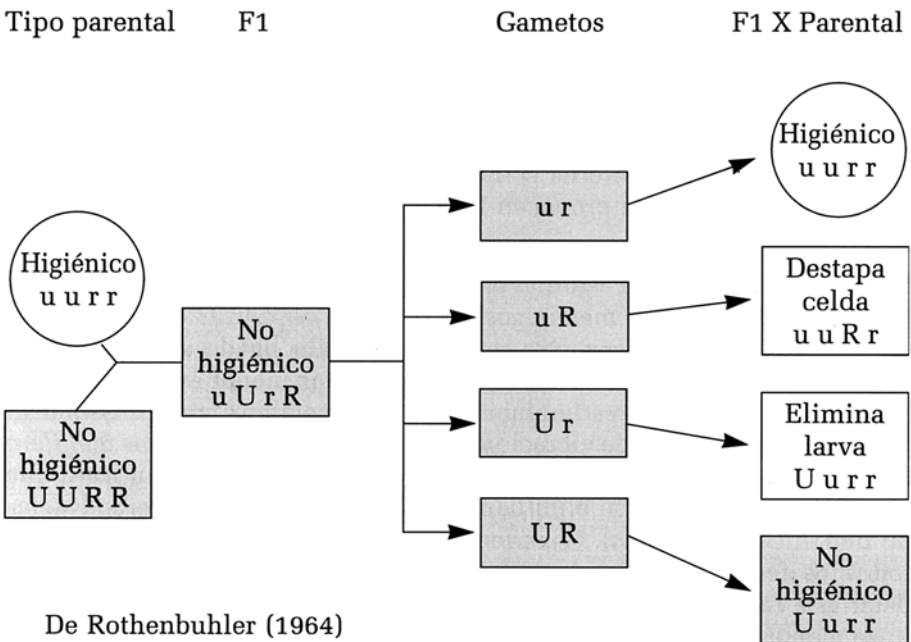 Tipo parental F1 Gametos F1 X Parental
Higiénico
u u r r
No
higiénico
U U R R
No
higiénico
u U r R
u r
u R
U r
U R
Higiénico
u u r r
Destapa
celda
u u R r
Elimina
larva
U u r r
No
higiénico
U u r r
De Rothenbuhler (1964)